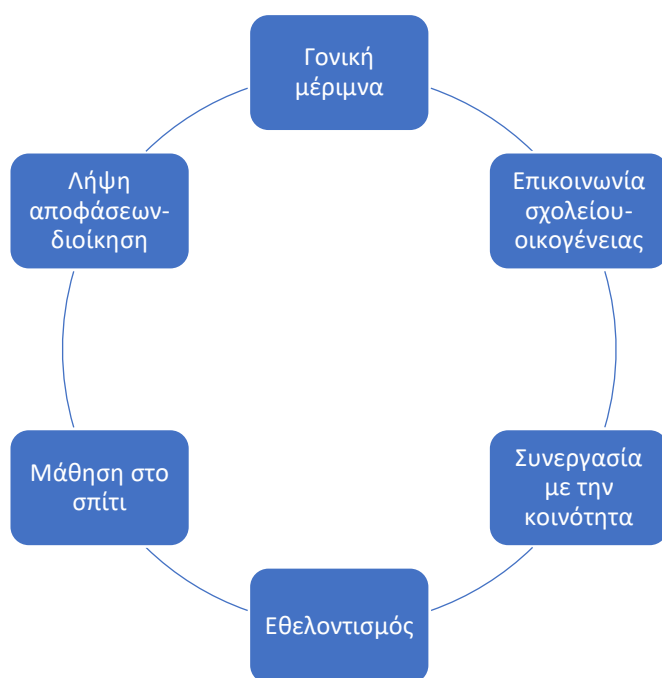 Γονική
μέριμνα
Επικοινωνία
σχολείου-
οικογένειας
Συνεργασία
με την
κοινότητα
Εθελοντισμός
Μάθηση στο
σπίτι
Λήψη
αποφάσεων-
διοίκηση